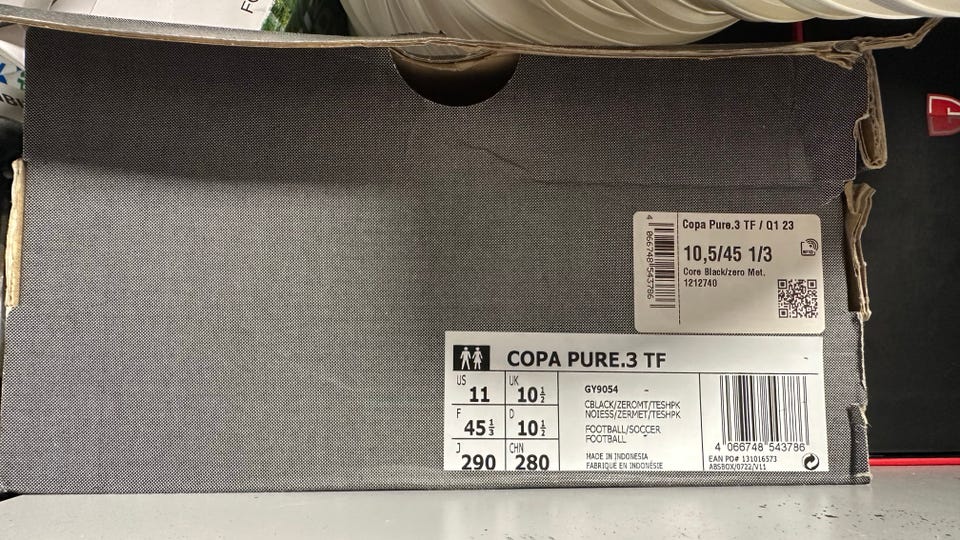 Copa Pure.3 TF / Q1 23
10,5/45 1/3
Core Black/zero Met.
1212740
4 066748 543786
COPA PURE.3 TF
US 11
UK 10½
F 45⅓
D 10½
J 290
CHN 280
GY9054 -
CBLACK/ZEROMT/TESHPK
NOIESS/ZERMET/TESHPK
FOOTBALL/SOCCER
FOOTBALL -
MADE IN INDONESIA
FABRIQUE EN INDONÉSIE
4 066748 543786
EAN PO# 131016573
ABSBOX/0722/V11